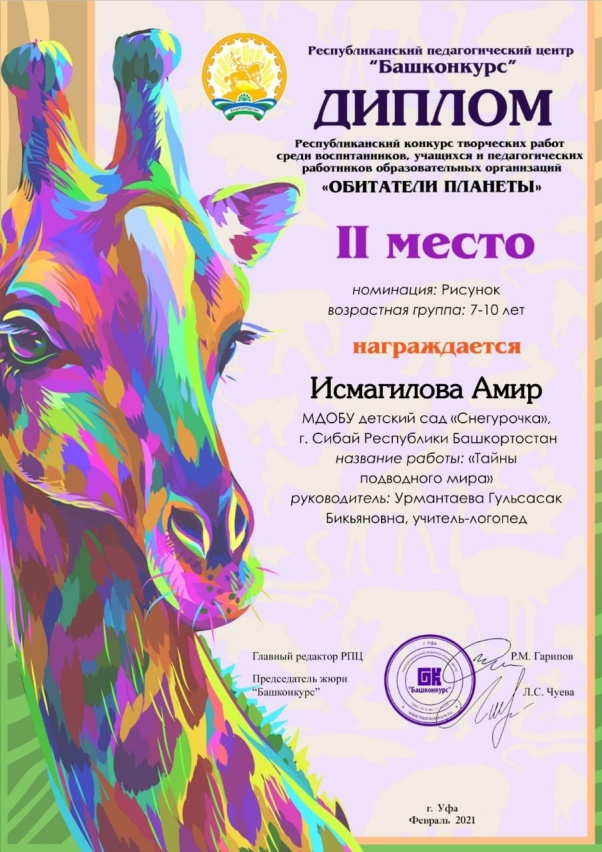 Республиканский педагогический центр
"Башконкурс"
ДИПЛОМ
Республиканский конкурс творческих работ
среди воспитанников, учащихся и педагогических
работников образовательных организаций
«ОБИТАТЕЛИ ПЛАНЕТЫ»
II место
номинация: Рисунок
возрастная группа: 7-10 лет
награждается
Исмагилова Амир
МДОБУ детский сад «Снегурочка»,
г. Сибай Республики Башкортостан
название работы: «Тайны
подводного мира»
руководитель: Урмантаева Гульсасак
Бикьяновна, учитель-логопед
Главный редактор РПЦ
Р.М. Гарипов
Председатель жюри
"Башконкурс"
Л.С. Чуева
г. Уфа
БК
"Башконкурс"
г. Уфа
Февраль 2021